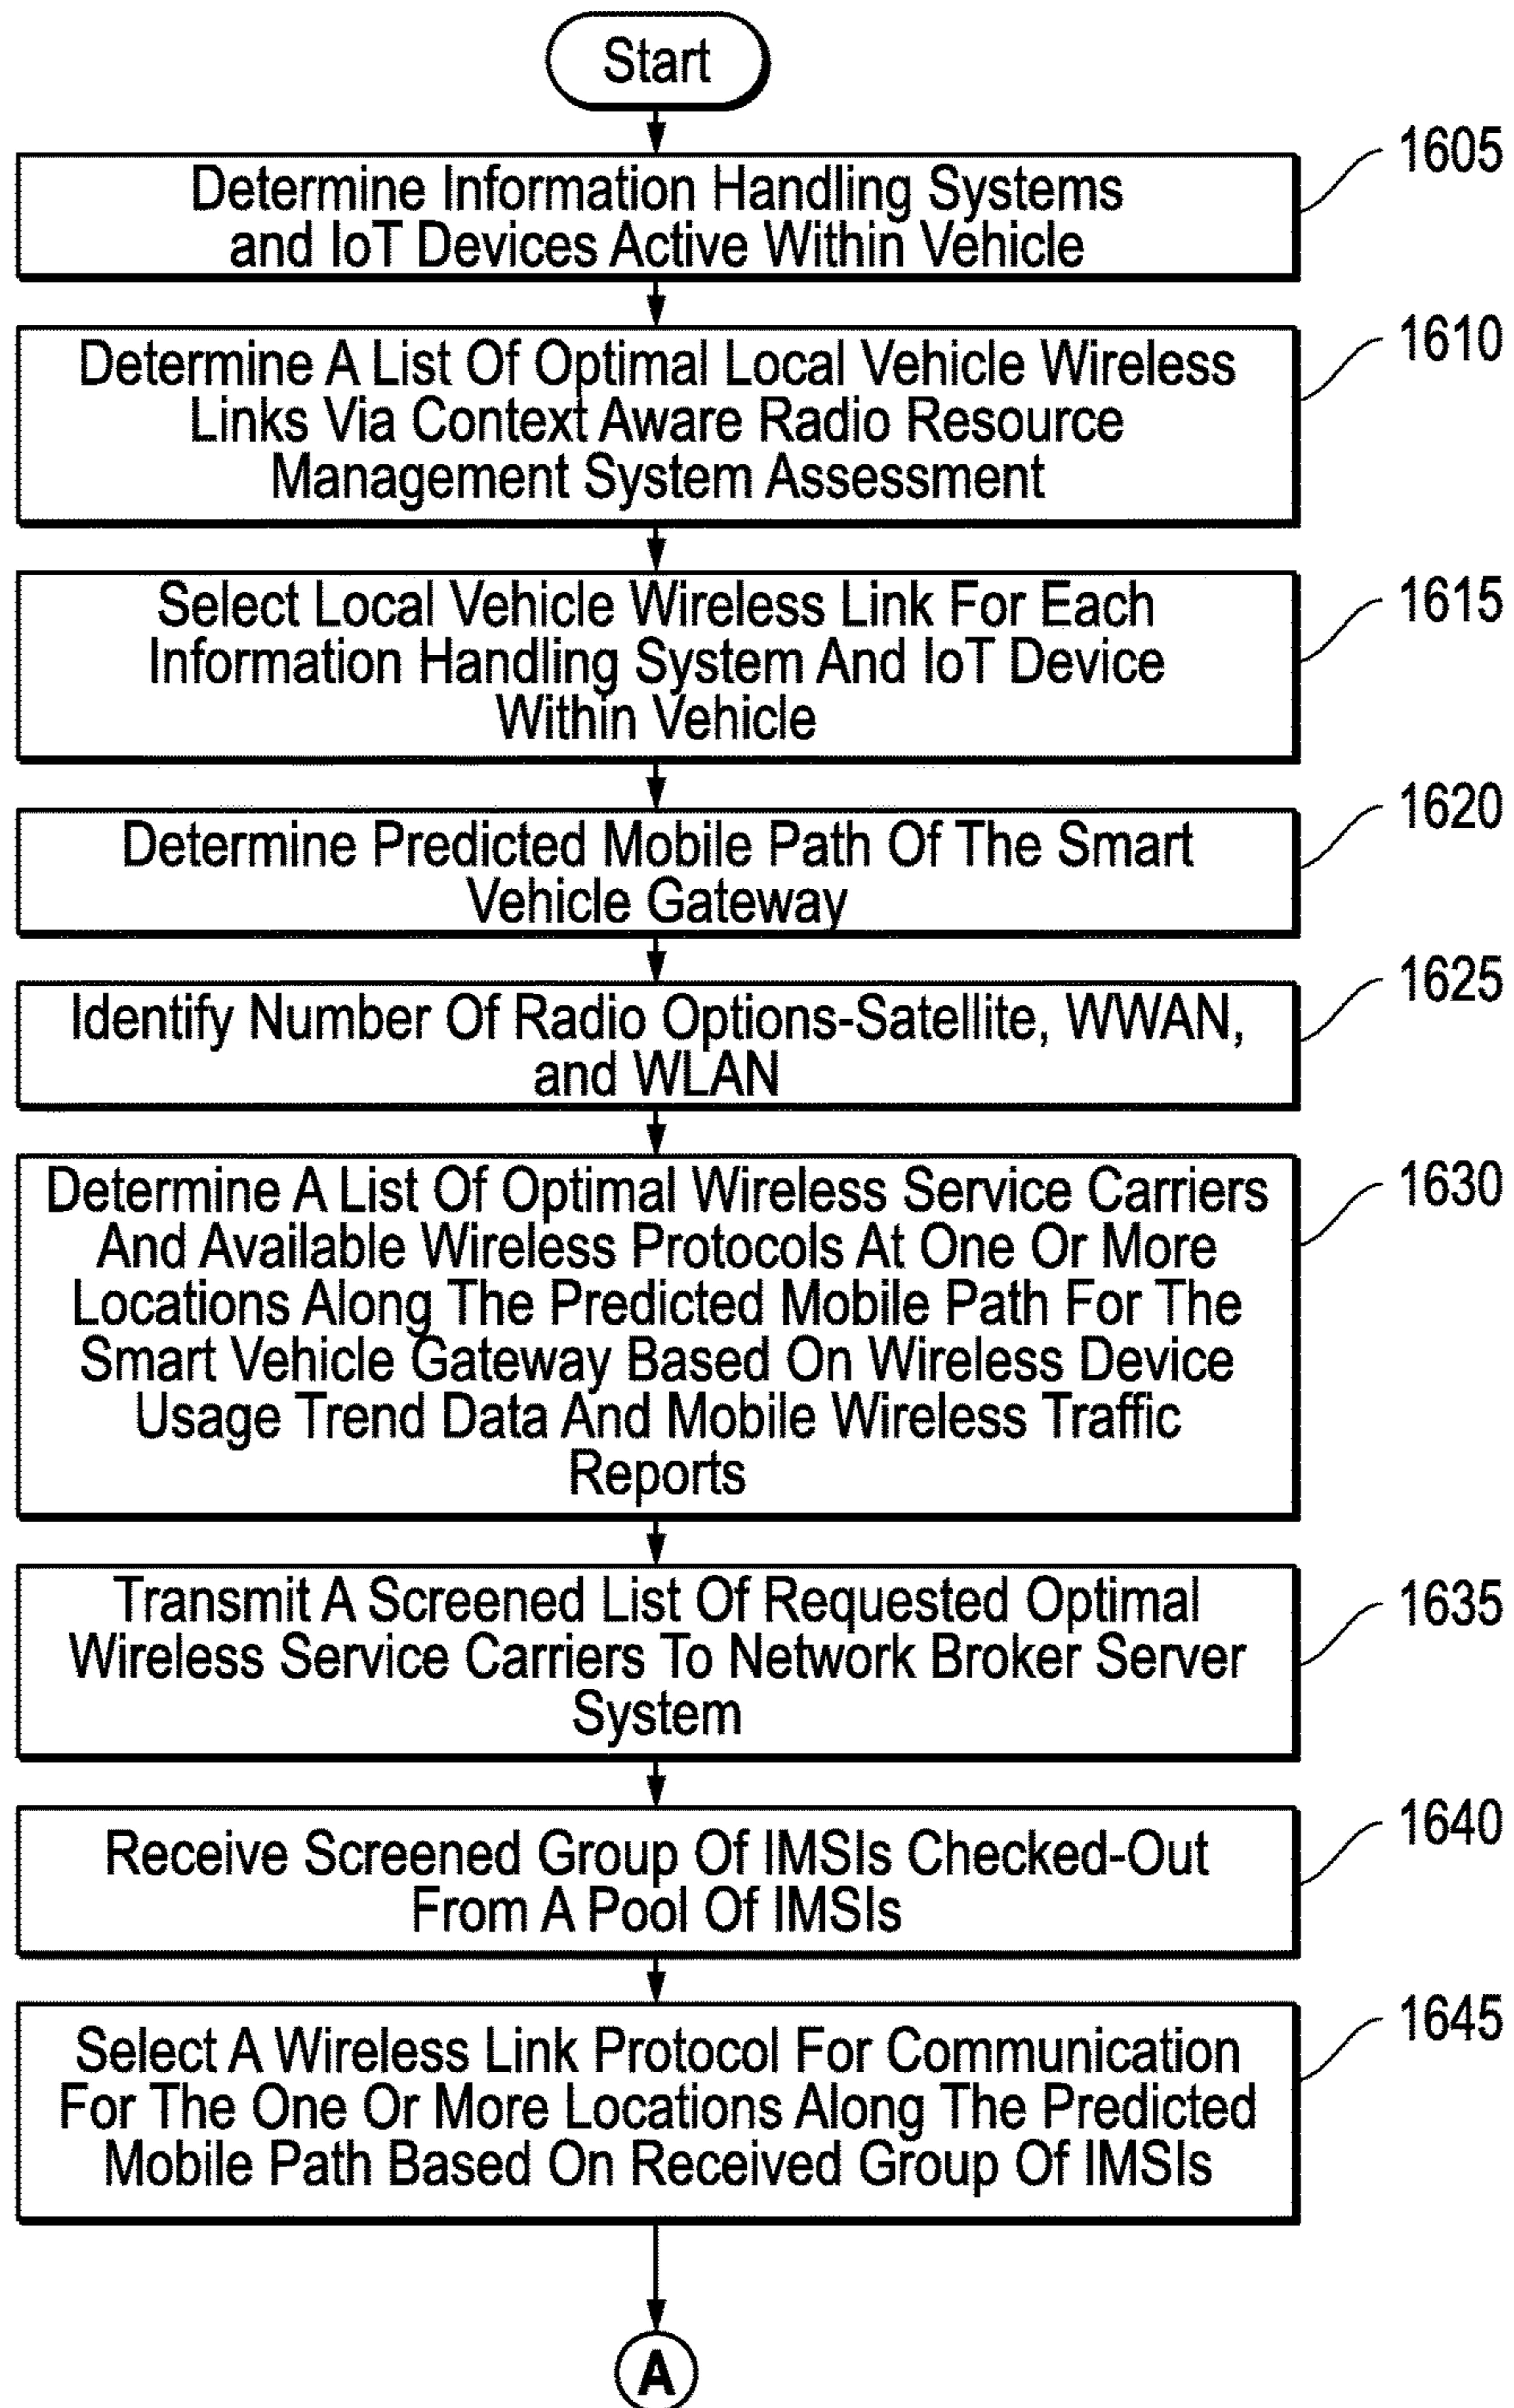 Start
1605
Determine Information Handling Systems
and IoT Devices Active Within Vehicle
1610
Determine A List Of Optimal Local Vehicle Wireless
Links Via Context Aware Radio Resource
Management System Assessment
1615
Select Local Vehicle Wireless Link For Each
Information Handling System And IoT Device
Within Vehicle
1620
Determine Predicted Mobile Path Of The Smart
Vehicle Gateway
1625
Identify Number Of Radio Options-Satellite, WWAN,
and WLAN
1630
Determine A List Of Optimal Wireless Service Carriers
And Available Wireless Protocols At One Or More
Locations Along The Predicted Mobile Path For The
Smart Vehicle Gateway Based On Wireless Device
Usage Trend Data And Mobile Wireless Traffic
Reports
1635
Transmit A Screened List Of Requested Optimal
Wireless Service Carriers To Network Broker Server
System
1640
Receive Screened Group Of IMSIs Checked-Out
From A Pool Of IMSIs
1645
Select A Wireless Link Protocol For Communication
For The One Or More Locations Along The Predicted
Mobile Path Based On Received Group Of IMSIs
A